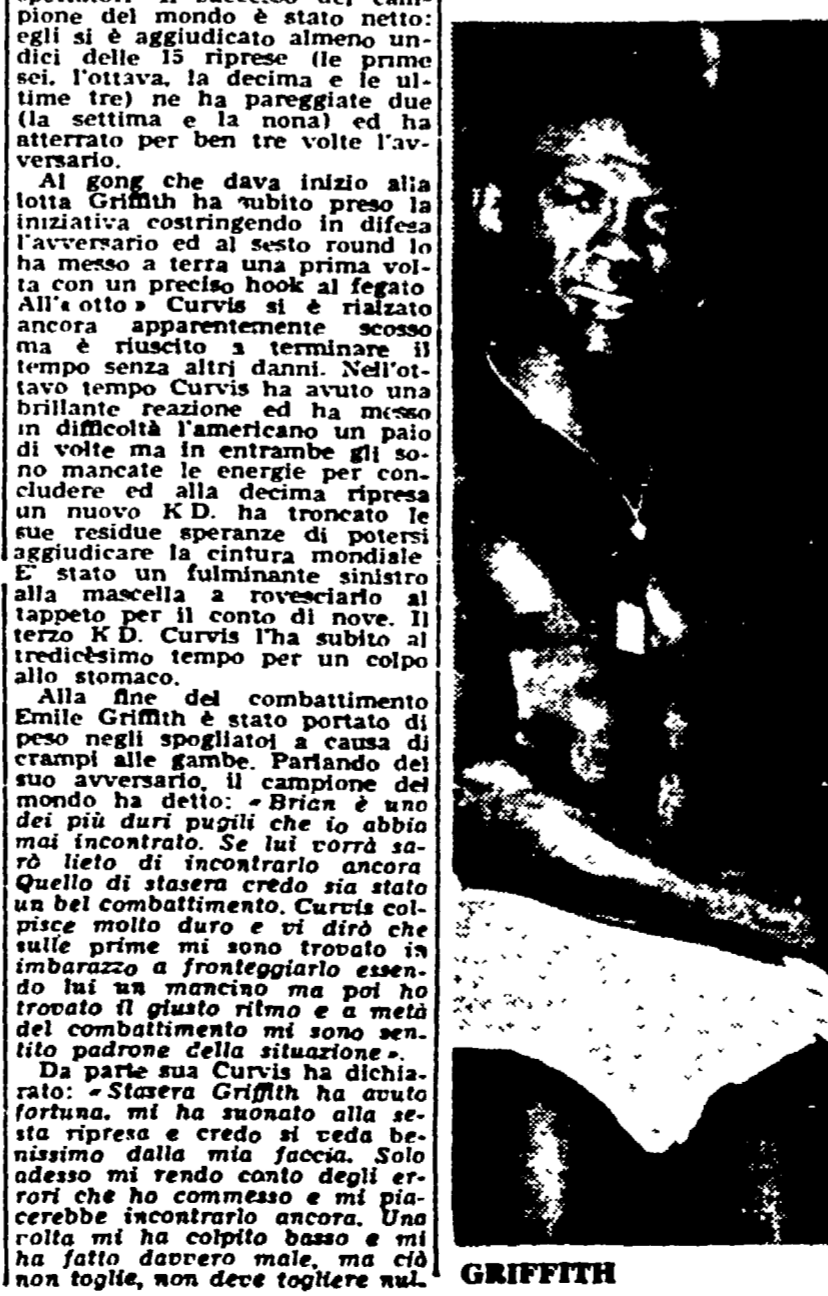 pione del mondo è stato netto:
egli si è aggiudicato almeno un-
dici delle 15 riprese (le prime
sei, l'ottava, la decima e le ul-
time tre) ne ha pareggiate due
(la settima e la nona) ed ha
atterrato per ben tre volte l'av-
versario.
Al gong che dava inizio alla
lotta Griffith ha subito preso la
iniziativa costringendo in difesa
l'avversario ed al sesto round lo
ha messo a terra una prima vol-
ta con un preciso hook al fegato
All'« otto » Curvis si è rialzato
ancora apparentemente scosso
ma è riuscito a terminare il
tempo senza altri danni. Nell'ot-
tavo tempo Curvis ha avuto una
brillante reazione ed ha messo
in difficoltà l'americano un paio
di volte ma in entrambe gli so-
no mancate le energie per con-
cludere ed alla decima ripresa
un nuovo K D. ha troncato le
sue residue speranze di potersi
aggiudicare la cintura mondiale
E' stato un fulminante sinistro
alla mascella a rovesciarlo al
tappeto per il conto di nove. Il
terzo K D. Curvis l'ha subito al
tredicèsimo tempo per un colpo
allo stomaco.
Alla fine del combattimento
Emile Griffith è stato portato di
peso negli spogliatoi a causa di
crampi alle gambe. Parlando del
suo avversario, il campione del
mondo ha detto: « Brian è uno
dei più duri pugili che io abbia
mai incontrato. Se lui vorrà sa-
rò lieto di incontrarlo ancora
Quello di stasera credo sia stato
un bel combattimento. Curvis col-
pisce molto duro e vi dirò che
sulle prime mi sono trovato in
imbarazzo a fronteggiarlo essen-
do lui un mancino ma poi ho
trovato il giusto ritmo e a metà
del combattimento mi sono sen-
tito padrone della situazione ».
Da parte sua Curvis ha dichia-
rato: « Stasera Griffith ha avuto
fortuna. mi ha suonato alla se-
sta ripresa e credo si veda be-
nissimo dalla mia faccia. Solo
adesso mi rendo conto degli er-
rori che ho commesso e mi pia-
cerebbe incontrarlo ancora. Una
volta mi ha colpito basso e mi
ha fatto davvero male, ma ciò
non toglie, non deve togliere nul-
GRIFFITH